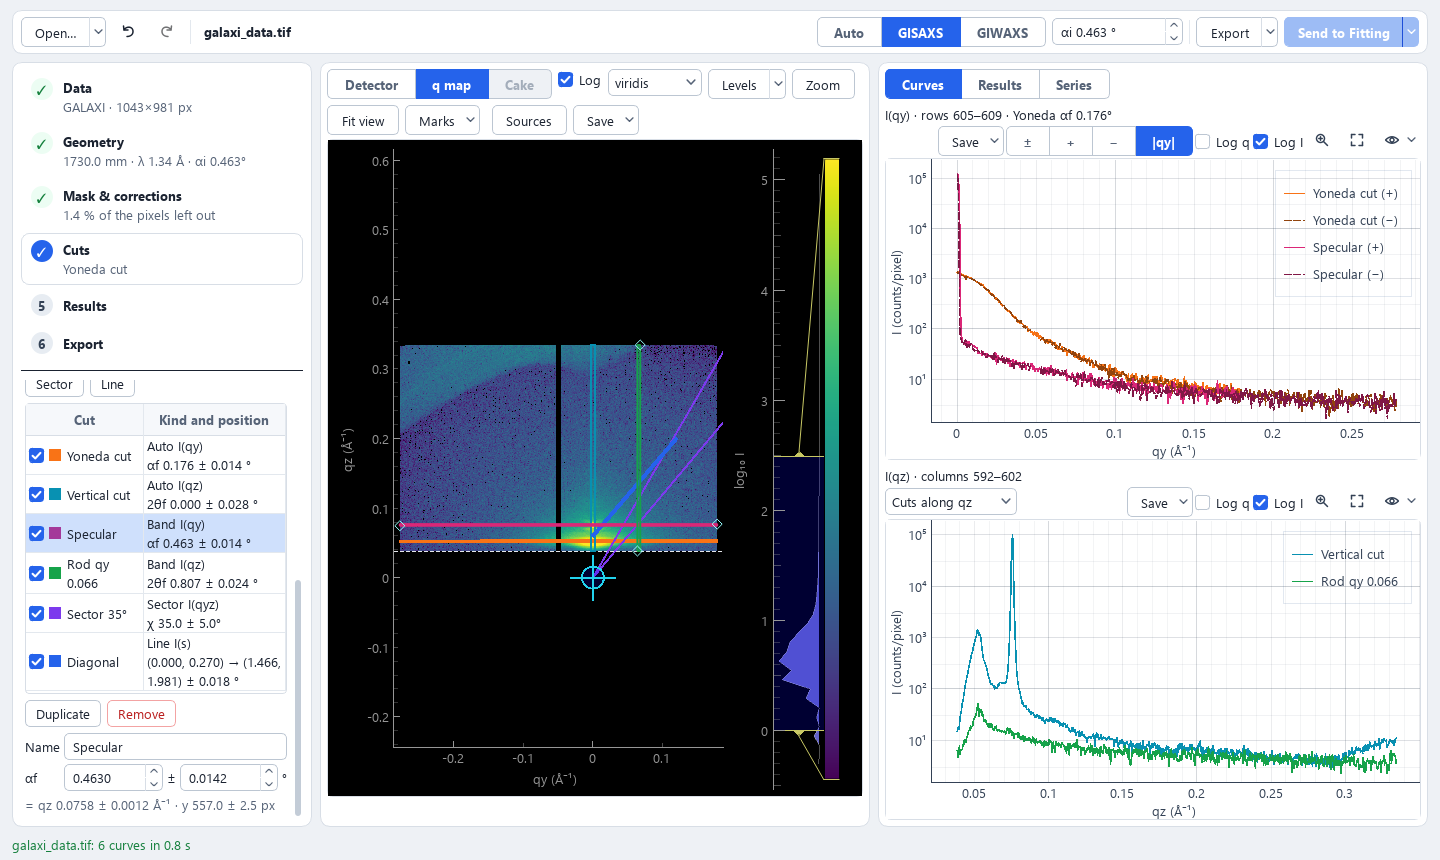 Open...
galaxi_data.tif
Auto
GISAXS
GIWAXS
αi 0.463 °
Export
Send to Fitting
✓ Data
GALAXI · 1043×981 px
✓ Geometry
1730.0 mm · λ 1.34 Å · αi 0.463°
✓ Mask & corrections
1.4 % of the pixels left out
✓ Cuts
Yoneda cut
5 Results
6 Export
Sector
Line
Cut
Kind and position
Yoneda cut
Auto I(qy)
αf 0.176 ± 0.014 °
Vertical cut
Auto I(qz)
2θf 0.000 ± 0.028 °
Specular
Band I(qy)
αf 0.463 ± 0.014 °
Rod qy
0.066
Band I(qz)
2θf 0.807 ± 0.024 °
Sector 35°
Sector I(qyz)
χ 35.0 ± 5.0°
Diagonal
Line I(s)
(0.000, 0.270) → (1.466,
1.981) ± 0.018 °
Duplicate
Remove
Name
Specular
αf
0.4630
±
0.0142
°
= qz 0.0758 ± 0.0012 Å⁻¹ · y 557.0 ± 2.5 px
galaxi_data.tif: 6 curves in 0.8 s
Detector
q map
Cake
Log
viridis
Levels
Zoom
Fit view
Marks
Sources
Save
0.6
0.5
0.4
0.3
0.2
0.1
0
-0.1
-0.2
qz (Å⁻¹)
-0.2
-0.1
0
0.1
qy (Å⁻¹)
log₁₀ I
5
4
3
2
1
0
Curves
Results
Series
I(qy) · rows 605–609 · Yoneda αf 0.176°
Save
±
+
−
|qy|
Log q
Log I
10⁵
10⁴
10³
10²
10¹
I (counts/pixel)
Yoneda cut (+)
Yoneda cut (−)
Specular (+)
Specular (−)
0
0.05
0.1
0.15
0.2
0.25
qy (Å⁻¹)
I(qz) · columns 592–602
Cuts along qz
Save
Log q
Log I
10⁵
10⁴
10³
10²
10¹
I (counts/pixel)
Vertical cut
Rod qy 0.066
0.05
0.1
0.15
0.2
0.25
0.3
qz (Å⁻¹)